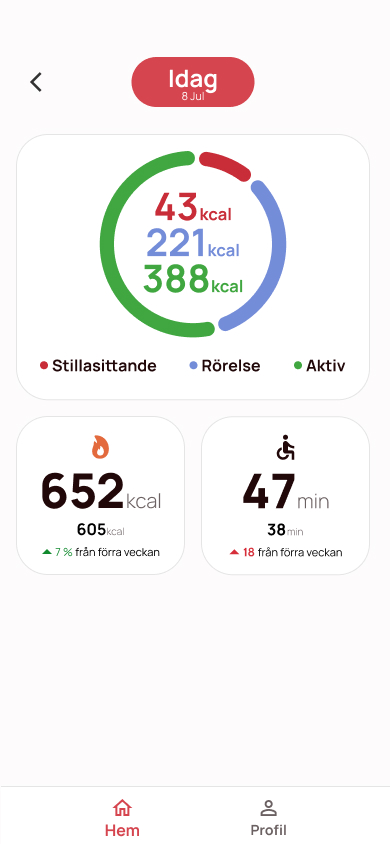 Idag
8 Jul
43kcal
221kcal
388kcal
Stillasittande Rörelse Aktiv
652kcal
605kcal
7 % från förra veckan
47min
38min
18 från förra veckan
Hem Profil